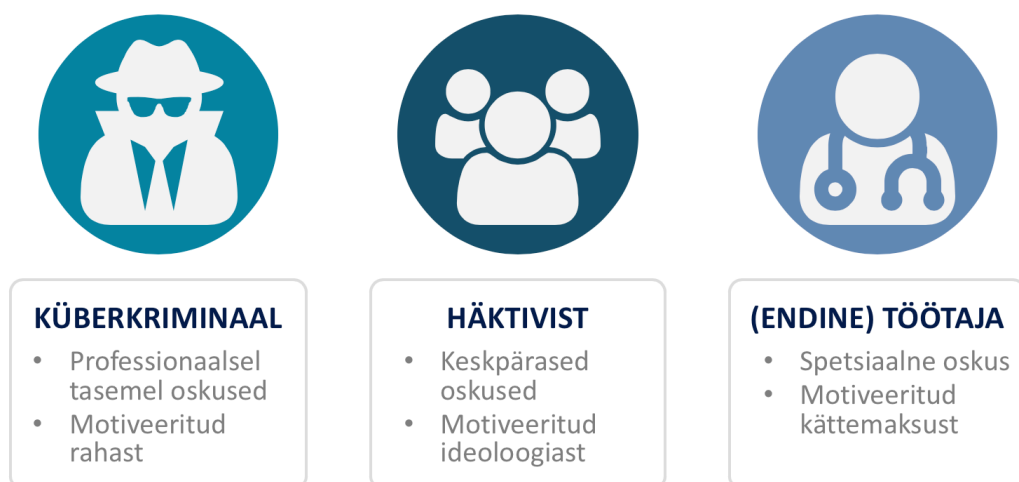 KÜBERKRIMINAAL
• Professionaalsel
tasemel oskused
• Motiveeritud
rahast
HÄKTIVIST
• Keskpärased
oskused
• Motiveeritud
ideoloogiast
(ENDINE) TÖÖTAJA
• Spetsiaalne oskus
• Motiveeritud
kättemaksust